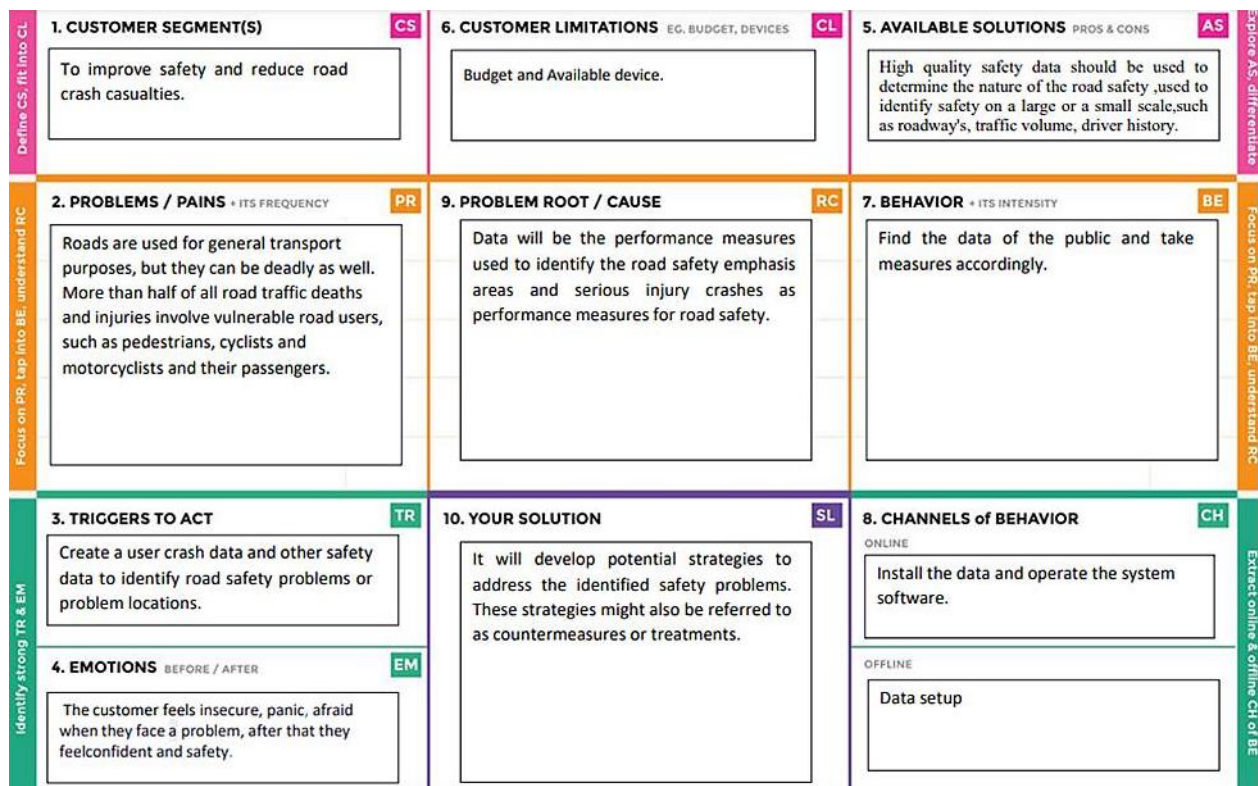 Define CS, fit into CL
1. CUSTOMER SEGMENT(S)
CS
To improve safety and reduce road
crash casualties.
6. CUSTOMER LIMITATIONS EG. BUDGET, DEVICES
CL
Budget and Available device.
5. AVAILABLE SOLUTIONS PROS & CONS
AS
High quality safety data should be used to
determine the nature of the road safety ,used to
identify safety on a large or a small scale,such
as roadway's, traffic volume, driver history.
Explore AS, differentiate
Focus on PR, tap into BE, understand RC
2. PROBLEMS / PAINS + ITS FREQUENCY
PR
Roads are used for general transport
purposes, but they can be deadly as well.
More than half of all road traffic deaths
and injuries involve vulnerable road users,
such as pedestrians, cyclists and
motorcyclists and their passengers.
9. PROBLEM ROOT / CAUSE
RC
Data will be the performance measures
used to identify the road safety emphasis
areas and serious injury crashes as
performance measures for road safety.
7. BEHAVIOR + ITS INTENSITY
BE
Find the data of the public and take
measures accordingly.
Focus on PR, tap into BE, understand RC
Identify strong TR & EM
3. TRIGGERS TO ACT
TR
Create a user crash data and other safety
data to identify road safety problems or
problem locations.
4. EMOTIONS BEFORE / AFTER
EM
The customer feels insecure, panic, afraid
when they face a problem, after that they
feelconfident and safety.
10. YOUR SOLUTION
SL
It will develop potential strategies to
address the identified safety problems.
These strategies might also be referred to
as countermeasures or treatments.
8. CHANNELS of BEHAVIOR
CH
ONLINE
Install the data and operate the system
software.
OFFLINE
Data setup
Extract online & offline CH of BE